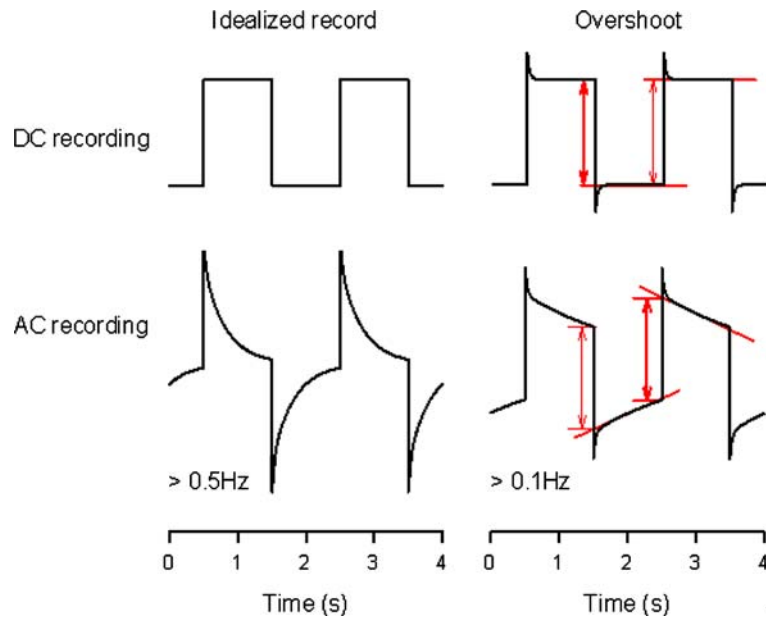 Idealized record
Overshoot
DC recording
AC recording
> 0.5Hz
> 0.1Hz
0 1 2 3 4
0 1 2 3 4
Time (s)
Time (s)